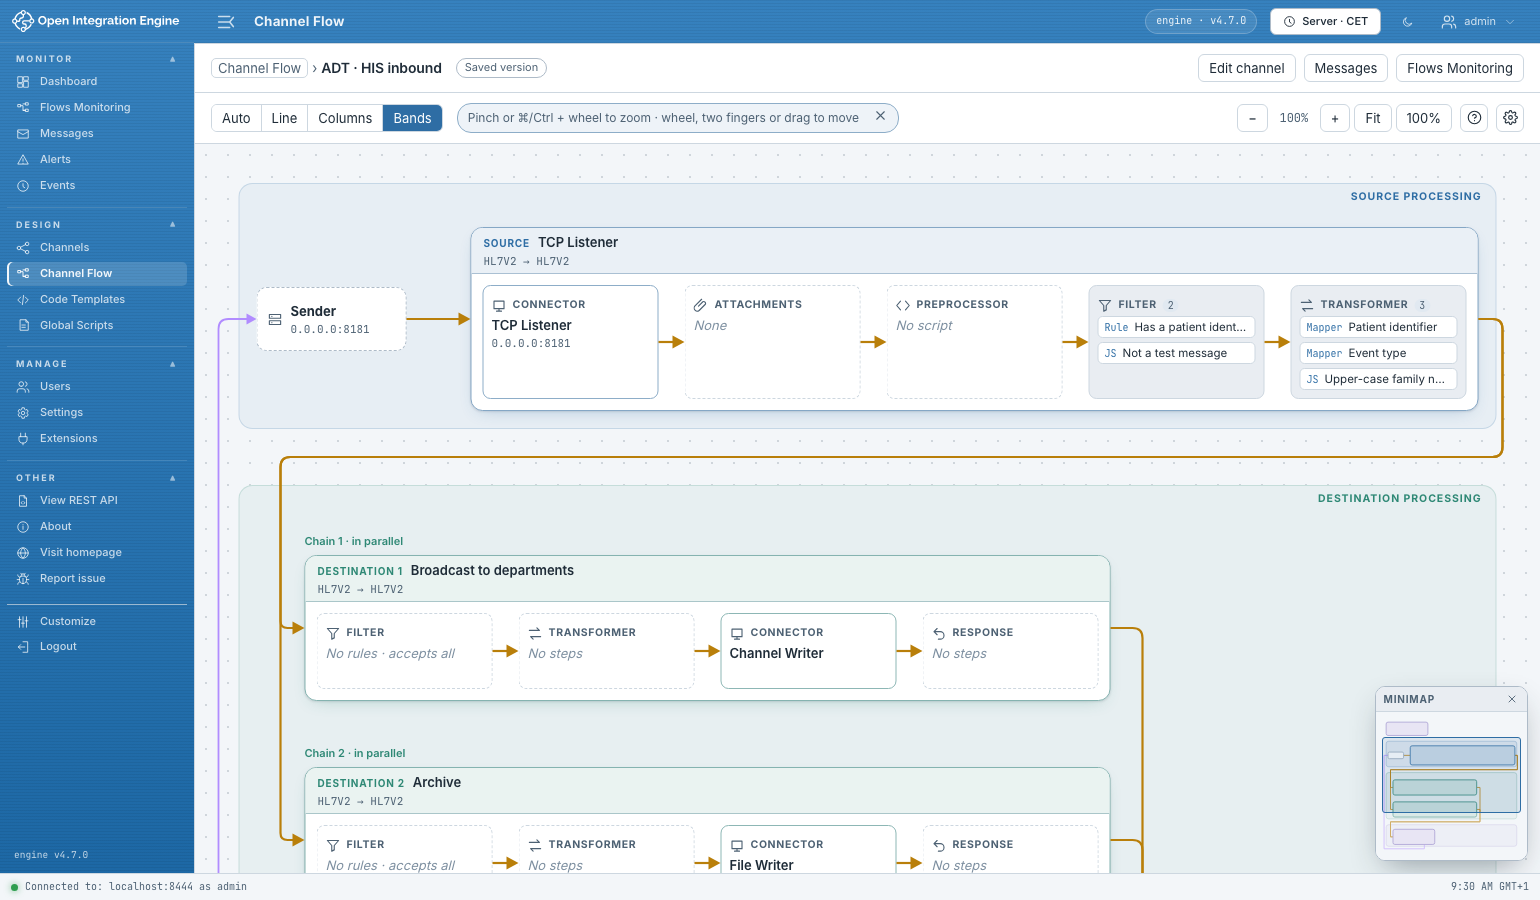 Open Integration Engine
Channel Flow
engine · v4.7.0
Server · CET
admin
MONITOR
Dashboard
Flows Monitoring
Messages
Alerts
Events
DESIGN
Channels
Channel Flow
Code Templates
Global Scripts
MANAGE
Users
Settings
Extensions
OTHER
View REST API
About
Visit homepage
Report issue
Customize
Logout
engine v4.7.0
Channel Flow › ADT · HIS inbound
Saved version
Edit channel
Messages
Flows Monitoring
Auto
Line
Columns
Bands
Pinch or ⌘/Ctrl + wheel to zoom · wheel, two fingers or drag to move
−
100%
+
Fit
100%
SOURCE PROCESSING
Sender
0.0.0.0:8181
SOURCE TCP Listener
HL7V2 → HL7V2
CONNECTOR
TCP Listener
0.0.0.0:8181
ATTACHMENTS
None
PREPROCESSOR
No script
FILTER 2
Rule Has a patient ident...
JS Not a test message
TRANSFORMER 3
Mapper Patient identifier
Mapper Event type
JS Upper-case family n...
DESTINATION PROCESSING
Chain 1 · in parallel
DESTINATION 1 Broadcast to departments
HL7V2 → HL7V2
FILTER
No rules · accepts all
TRANSFORMER
No steps
CONNECTOR
Channel Writer
RESPONSE
No steps
Chain 2 · in parallel
DESTINATION 2 Archive
HL7V2 → HL7V2
FILTER
No rules · accepts all
TRANSFORMER
No steps
CONNECTOR
File Writer
RESPONSE
No steps
MINIMAP
Connected to: localhost:8444 as admin
9:30 AM GMT+1